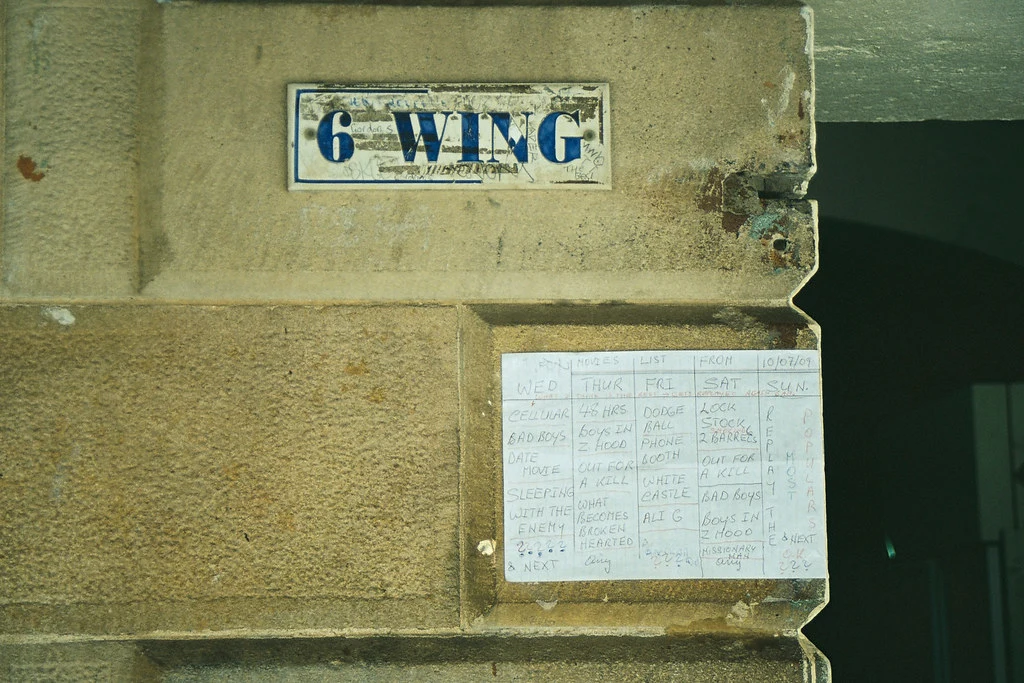 6 WING
MOVIES LIST FROM 10/07/09
WED THUR FRI SAT SUN.
CELLULAR 48 HRS DODGE LOCK
BAD BOYS BOYS IN BALL STOCK
DATE Z HOOD PHONE 2 BARRELS
MOVIE OUT FOR BOOTH OUT FOR
SLEEPING A KILL WHITE A KILL
WITH THE WHAT CASTLE BAD BOYS
ENEMY BECOMES ALI G BOYS IN
BROKEN Z HOOD
HEARTED MISSIONARY
MAN
& NEXT
REPLAY THE
MOST
POPULARS
& NEXT